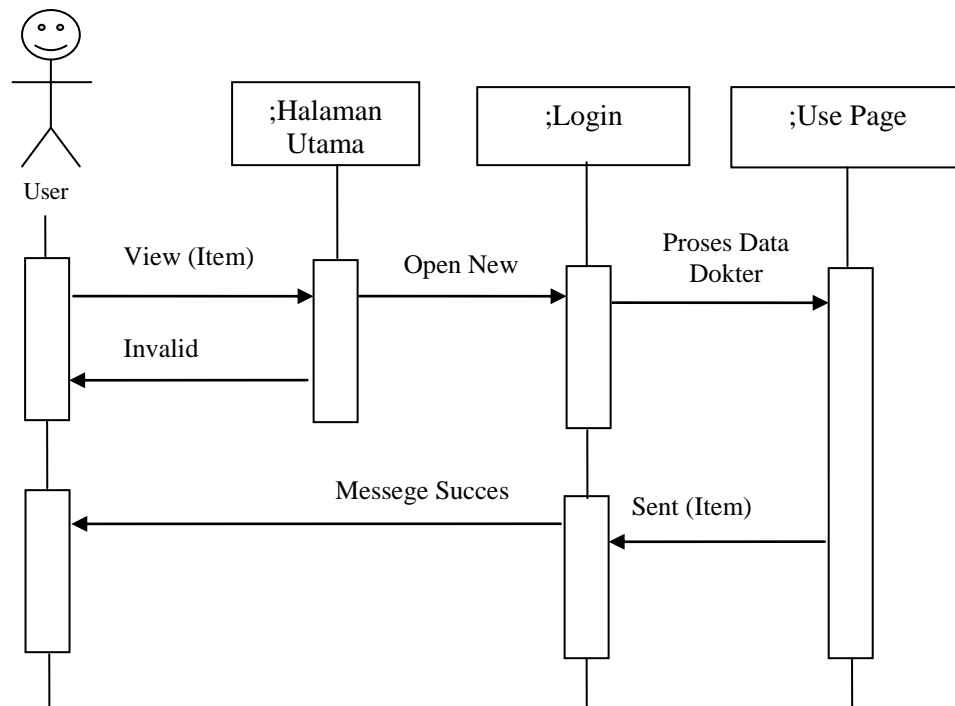 ;Halaman
Utama
;Login
;Use Page
User
View (Item)
Open New
Proses Data
Dokter
Invalid
Messege Succes
Sent (Item)